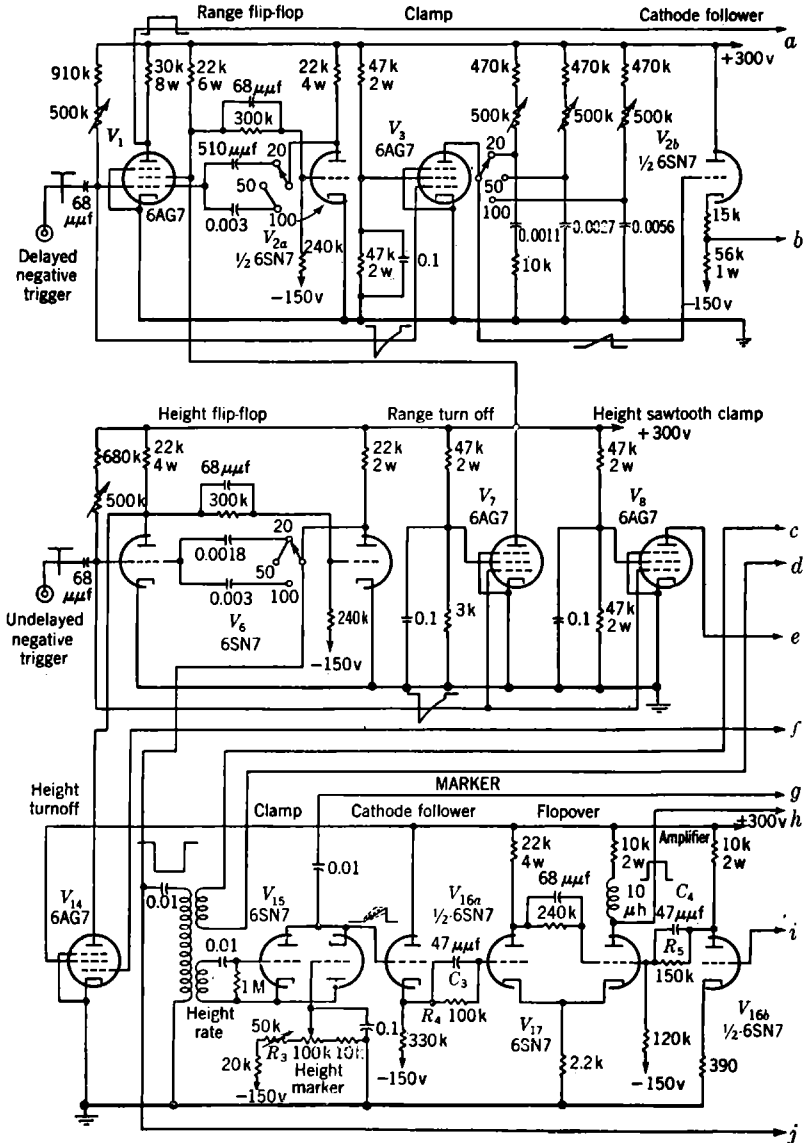 Range flip-flop
Clamp
Cathode follower
a
+300v
910k
30k
8w
22k
6w
68μμf
300k
22k
4w
47k
2w
470k
470k
470k
500k
V1
510μμf
20
V3
6AG7
500k
500k
500k
20
V2b
½ 6SN7
68
μμf
6AG7
50
50
0.003
100
100
V2a
½ 6SN7
240k
-150v
47k
2w
0.1
0.0011
0.0056
10k
15k
b
56k
1w
-150v
Delayed
negative
trigger
Height flip-flop
Range turn off
Height sawtooth clamp
+300v
680k
22k
4w
22k
2w
47k
2w
47k
2w
500k
68μμf
300k
V7
6AG7
V8
6AG7
20
0.0018
50
0.003
100
c
d
68
μμf
V6
6SN7
240k
-150v
0.1
3k
0.1
47k
2w
e
Undelayed
negative
trigger
f
Height
turnoff
MARKER
g
Clamp
Cathode follower
Flopover
h
+300v
Amplifier
0.01
22k
4w
10k
2w
10k
2w
0.01
V14
6AG7
V15
6SN7
V16a
½-6SN7
68μμf
240k
10
μh
C4
47μμf
R5
150k
i
0.01
47μμf
C3
1M
R4
100k
Height
rate
V17
6SN7
V16b
½-6SN7
50k
R3
100k
10k
0.1
330k
120k
20k
Height
marker
-150v
-150v
2.2k
-150v
390
j